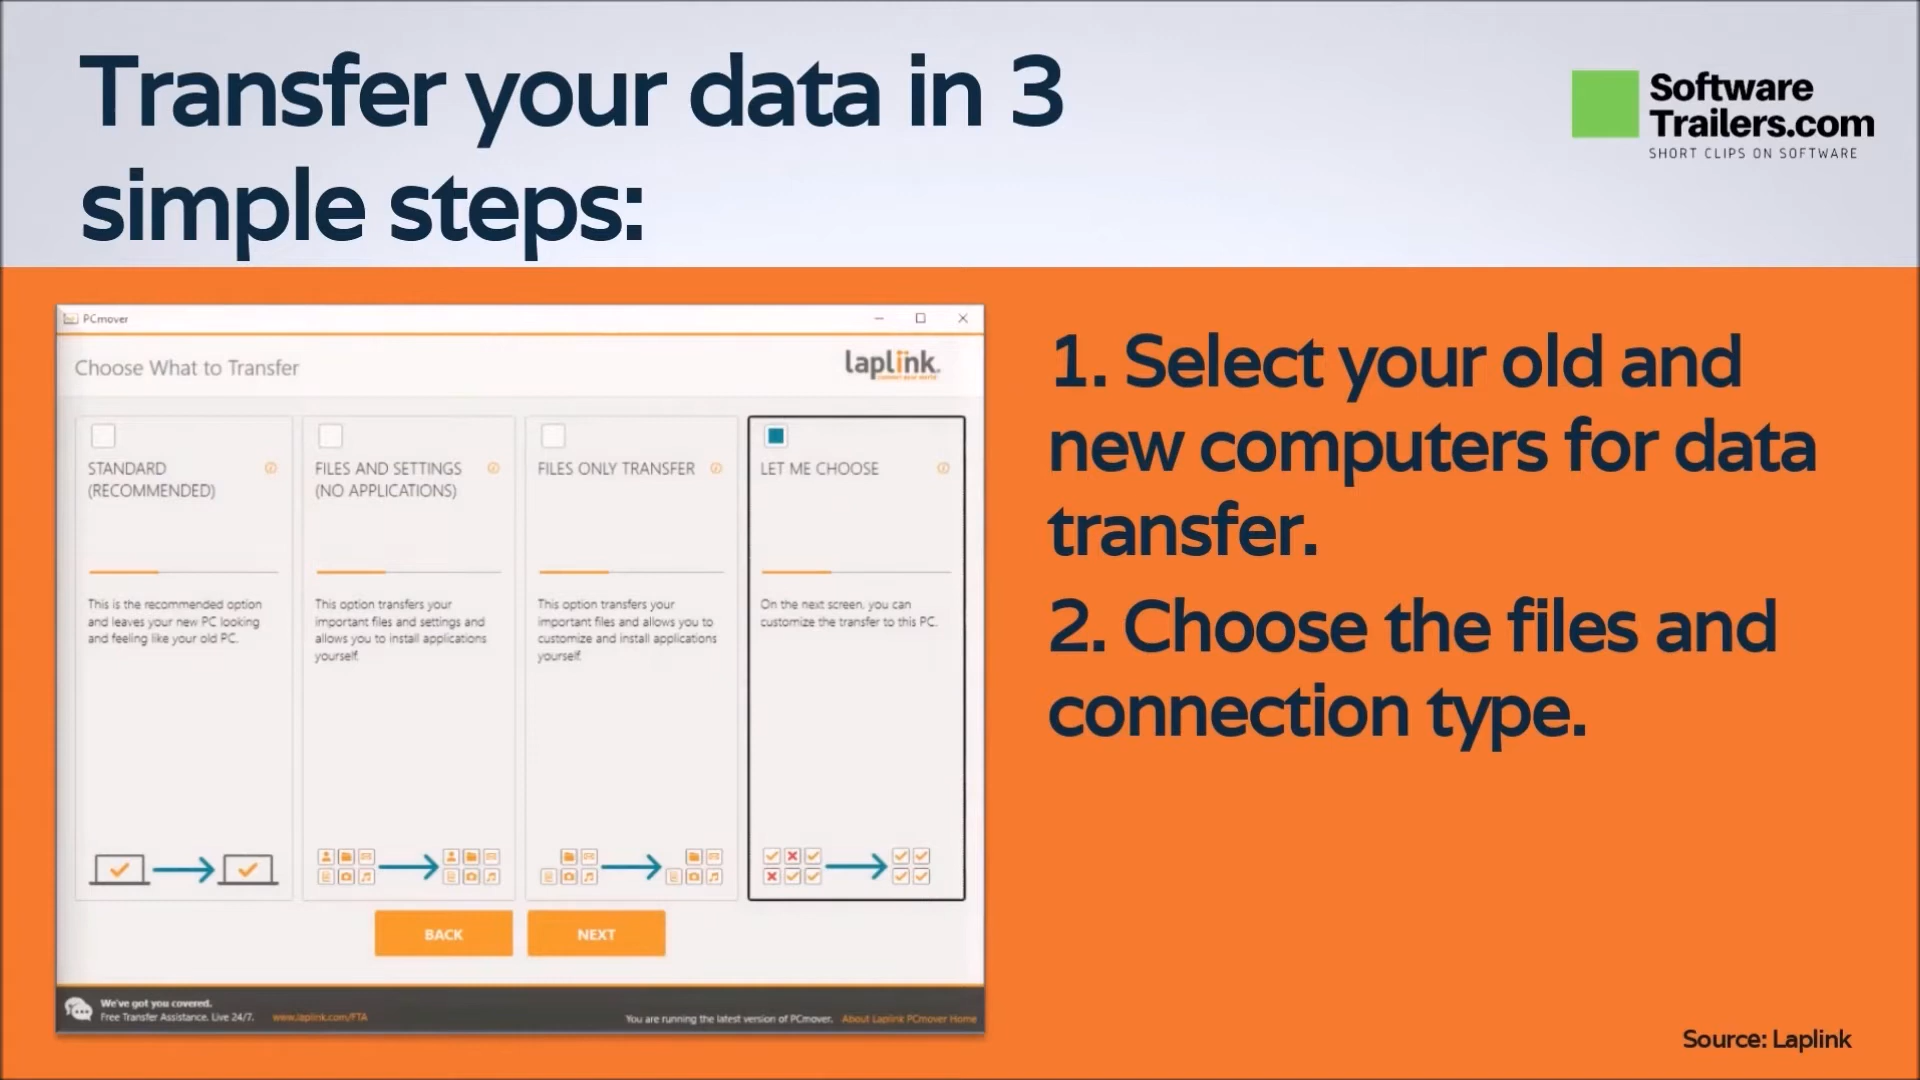 Transfer your data in 3
simple steps:
Software
Trailers.com
SHORT CLIPS ON SOFTWARE
PCmover
Choose What to Transfer
laplink.
STANDARD
(RECOMMENDED)
This is the recommended option
and leaves your new PC looking
and feeling like your old PC.
FILES AND SETTINGS
(NO APPLICATIONS)
This option transfers your
important files and settings and
allows you to install applications
yourself.
FILES ONLY TRANSFER
This option transfers your
important files and allows you to
customize and install applications
yourself.
LET ME CHOOSE
On the next screen, you can
customize the transfer to this PC.
BACK
NEXT
We've got you covered.
Free Transfer Assistance. Live 24/7.
www.laplink.com/FTA
You are running the latest version of PCmover.
About Laplink PCmover Home
1. Select your old and
new computers for data
transfer.
2. Choose the files and
connection type.
Source: Laplink